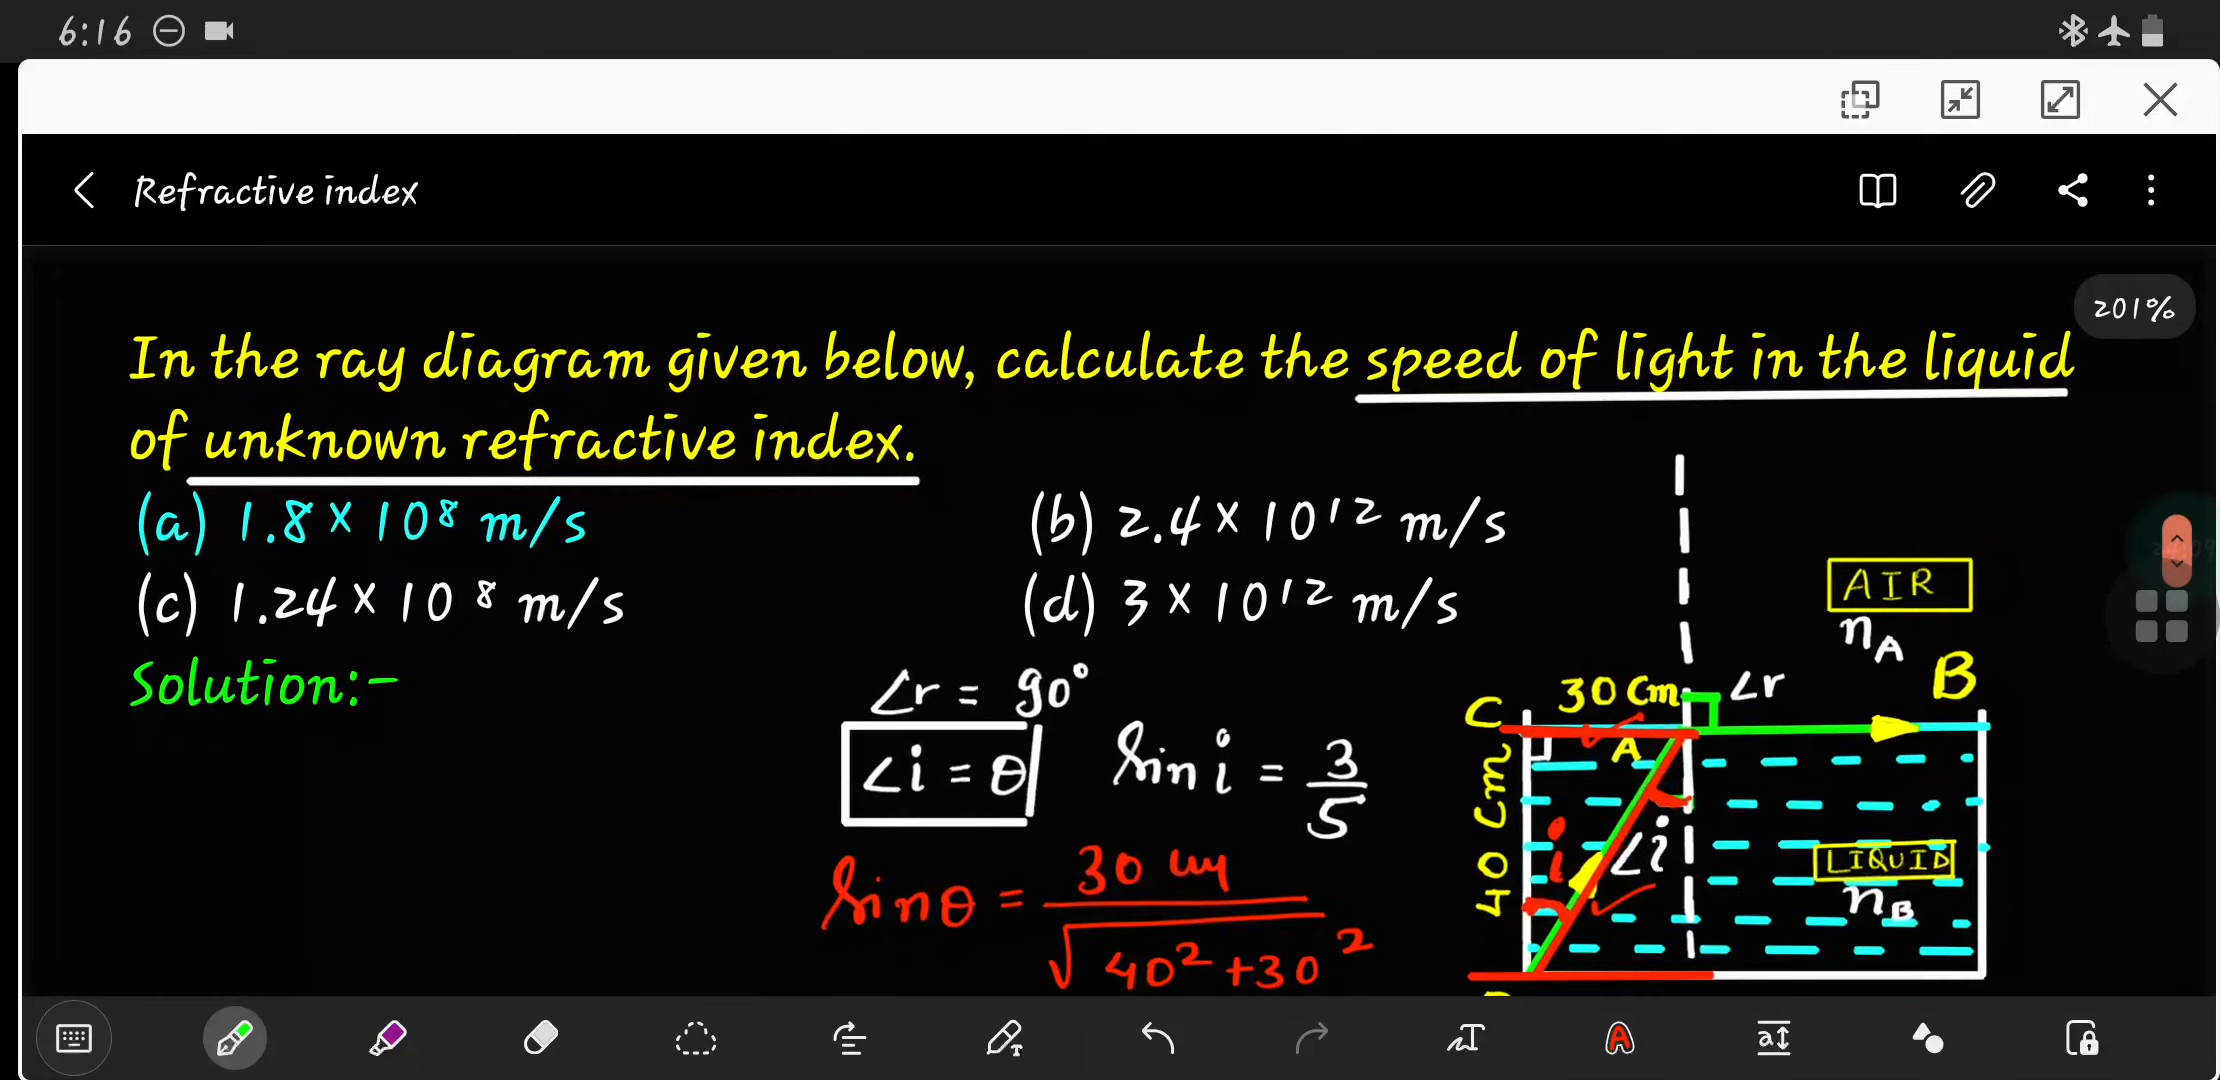 6:16
Refractive index
201%
In the ray diagram given below, calculate the speed of light in the liquid
of unknown refractive index.
(a) 1.8 × 10⁸ m/s
(b) 2.4 × 10¹² m/s
(c) 1.24 × 10⁸ m/s
(d) 3 × 10¹² m/s
Solution:-
∠r = 90°
∠i = θ
sin i = 3/5
sinθ = 30 cm / √40² + 30²
AIR
nA
B
C
30 Cm
∠r
A
40 Cm
i
∠i
LIQUID
nB